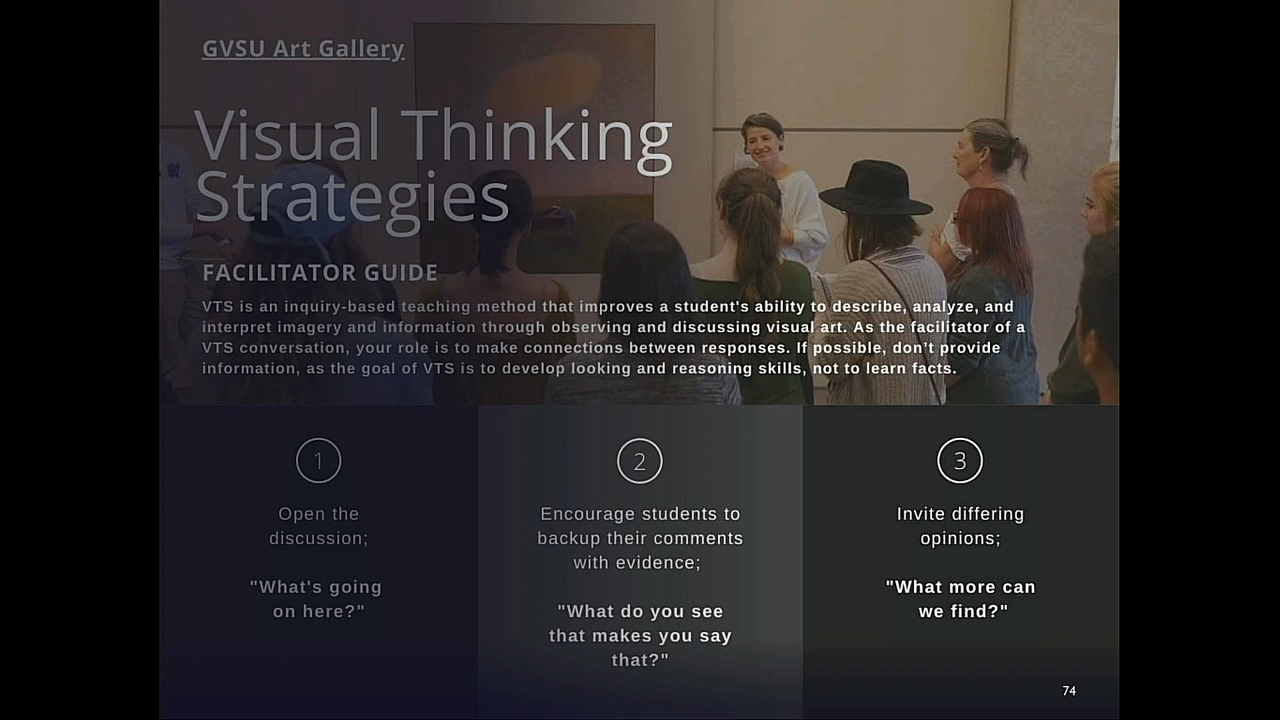 GVSU Art Gallery
Visual Thinking
Strategies
FACILITATOR GUIDE
VTS is an inquiry-based teaching method that improves a student's ability to describe, analyze, and
interpret imagery and information through observing and discussing visual art. As the facilitator of a
VTS conversation, your role is to make connections between responses. If possible, don't provide
information, as the goal of VTS is to develop looking and reasoning skills, not to learn facts.
1
Open the
discussion;
"What's going
on here?"
2
Encourage students to
backup their comments
with evidence;
"What do you see
that makes you say
that?"
3
Invite differing
opinions;
"What more can
we find?"
74